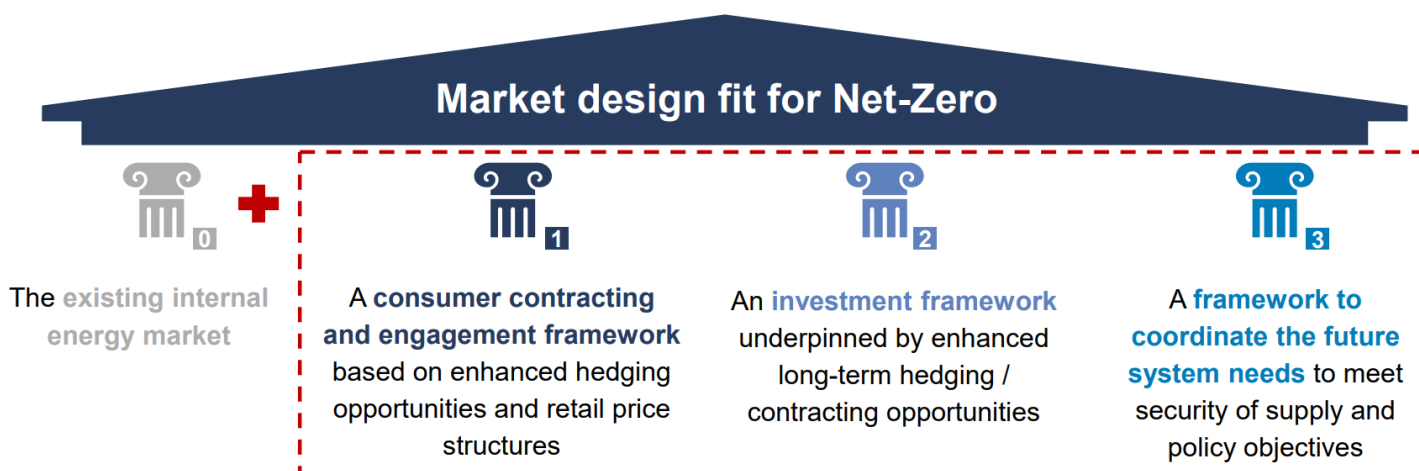 Market design fit for Net-Zero
0
The existing internal
energy market
1
A consumer contracting
and engagement framework
based on enhanced hedging
opportunities and retail price
structures
2
An investment framework
underpinned by enhanced
long-term hedging /
contracting opportunities
3
A framework to
coordinate the future
system needs to meet
security of supply and
policy objectives